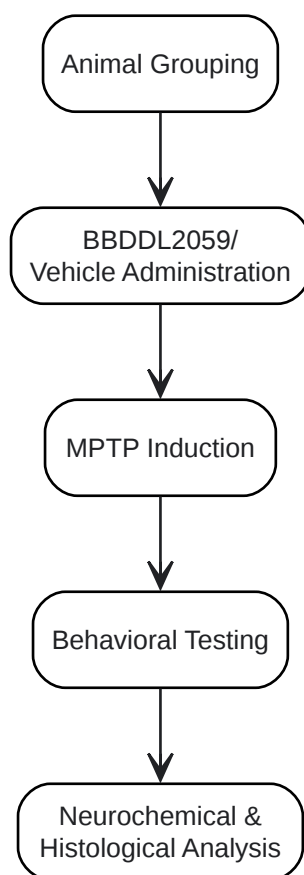 Animal Grouping
BBDDL2059/
Vehicle Administration
MPTP Induction
Behavioral Testing
Neurochemical &
Histological Analysis